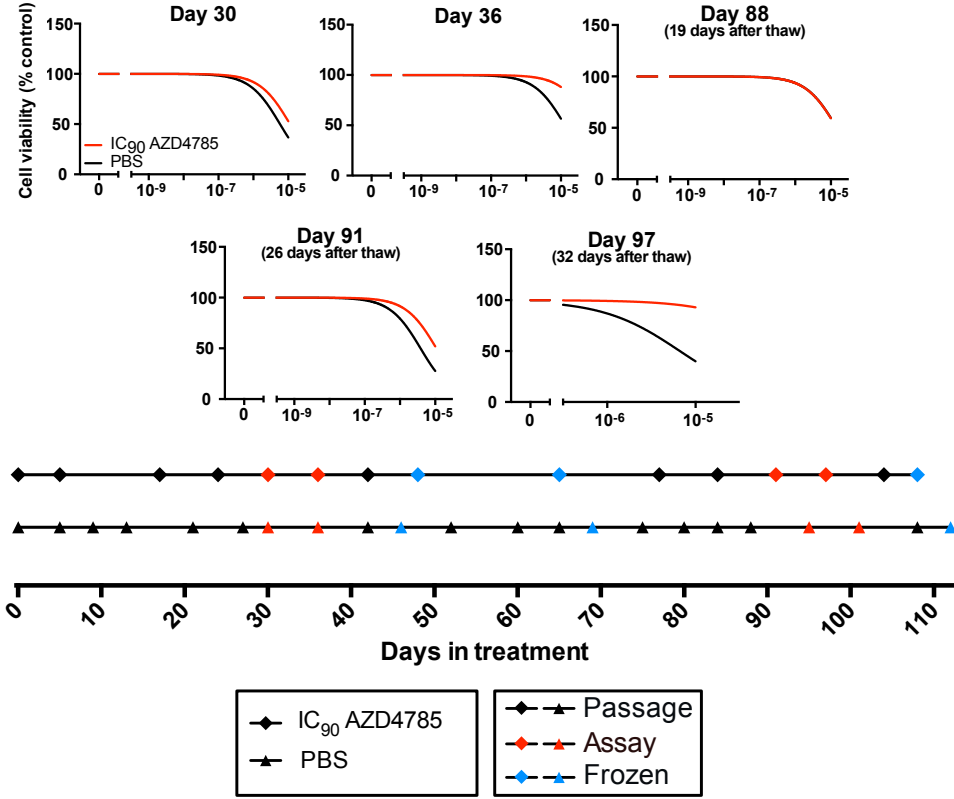 Day 30
Day 36
Day 88
(19 days after thaw)
Cell viability (% control)
150
100
50
0
IC90 AZD4785
PBS
0 10-9 10-7 10-5
150
100
50
0
0 10-9 10-7 10-5
150
100
50
0
0 10-9 10-7 10-5
Day 91
(26 days after thaw)
150
100
50
0
0 10-9 10-7 10-5
Day 97
(32 days after thaw)
150
100
50
0
0 10-6 10-5
0 10 20 30 40 50 60 70 80 90 100 110
Days in treatment
IC90 AZD4785
PBS
Passage
Assay
Frozen